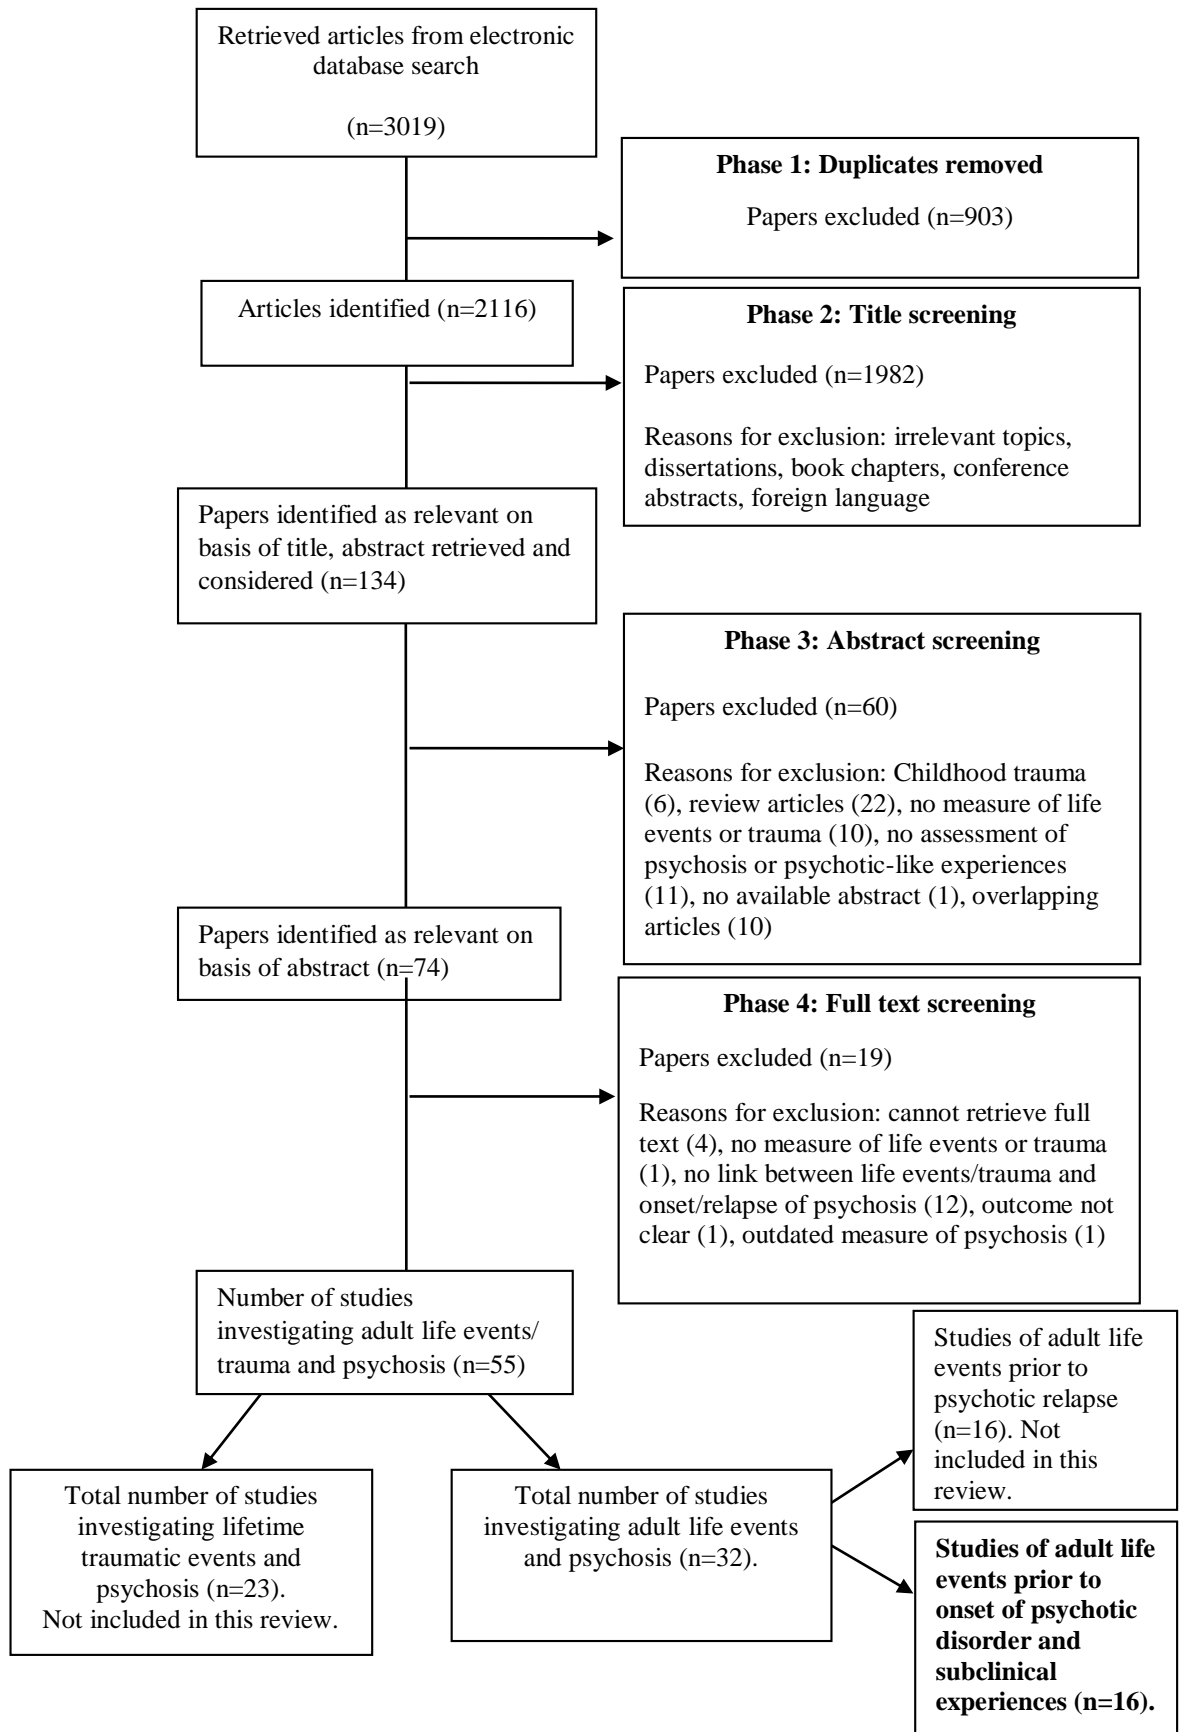 Retrieved articles from electronic
database search
(n=3019)
Phase 1: Duplicates removed
Papers excluded (n=903)
Articles identified (n=2116)
Phase 2: Title screening
Papers excluded (n=1982)
Reasons for exclusion: irrelevant topics,
dissertations, book chapters, conference
abstracts, foreign language
Papers identified as relevant on
basis of title, abstract retrieved and
considered (n=134)
Phase 3: Abstract screening
Papers excluded (n=60)
Reasons for exclusion: Childhood trauma
(6), review articles (22), no measure of life
events or trauma (10), no assessment of
psychosis or psychotic-like experiences
(11), no available abstract (1), overlapping
articles (10)
Papers identified as relevant on
basis of abstract (n=74)
Phase 4: Full text screening
Papers excluded (n=19)
Reasons for exclusion: cannot retrieve full
text (4), no measure of life events or trauma
(1), no link between life events/trauma and
onset/relapse of psychosis (12), outcome not
clear (1), outdated measure of psychosis (1)
Number of studies
investigating adult life events/
trauma and psychosis (n=55)
Studies of adult life
events prior to
psychotic relapse
(n=16). Not
included in this
review.
Total number of studies
investigating lifetime
traumatic events and
psychosis (n=23).
Not included in this review.
Total number of studies
investigating adult life events
and psychosis (n=32).
Studies of adult life
events prior to
onset of psychotic
disorder and
subclinical
experiences (n=16).